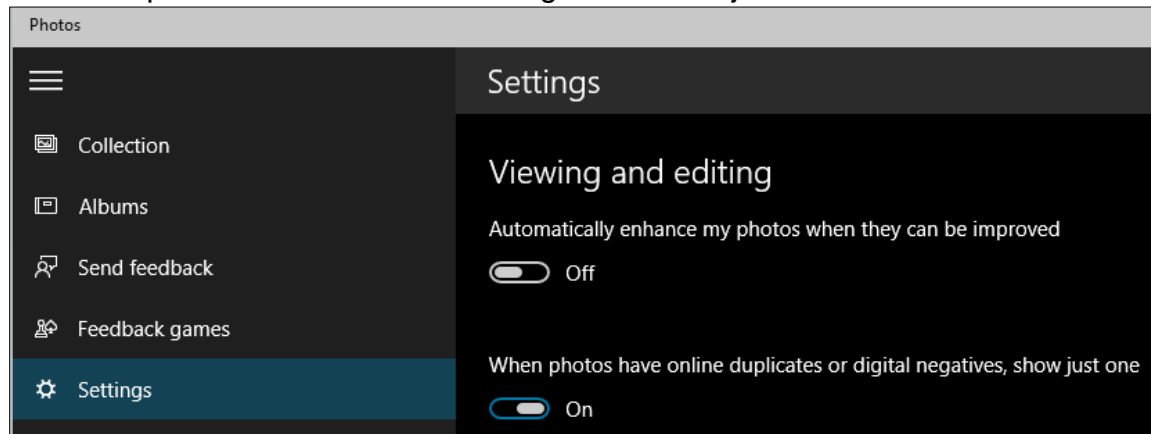 Photos
Settings
Collection
Albums
Send feedback
Feedback games
Settings
Viewing and editing
Automatically enhance my photos when they can be improved
Off
When photos have online duplicates or digital negatives, show just one
On